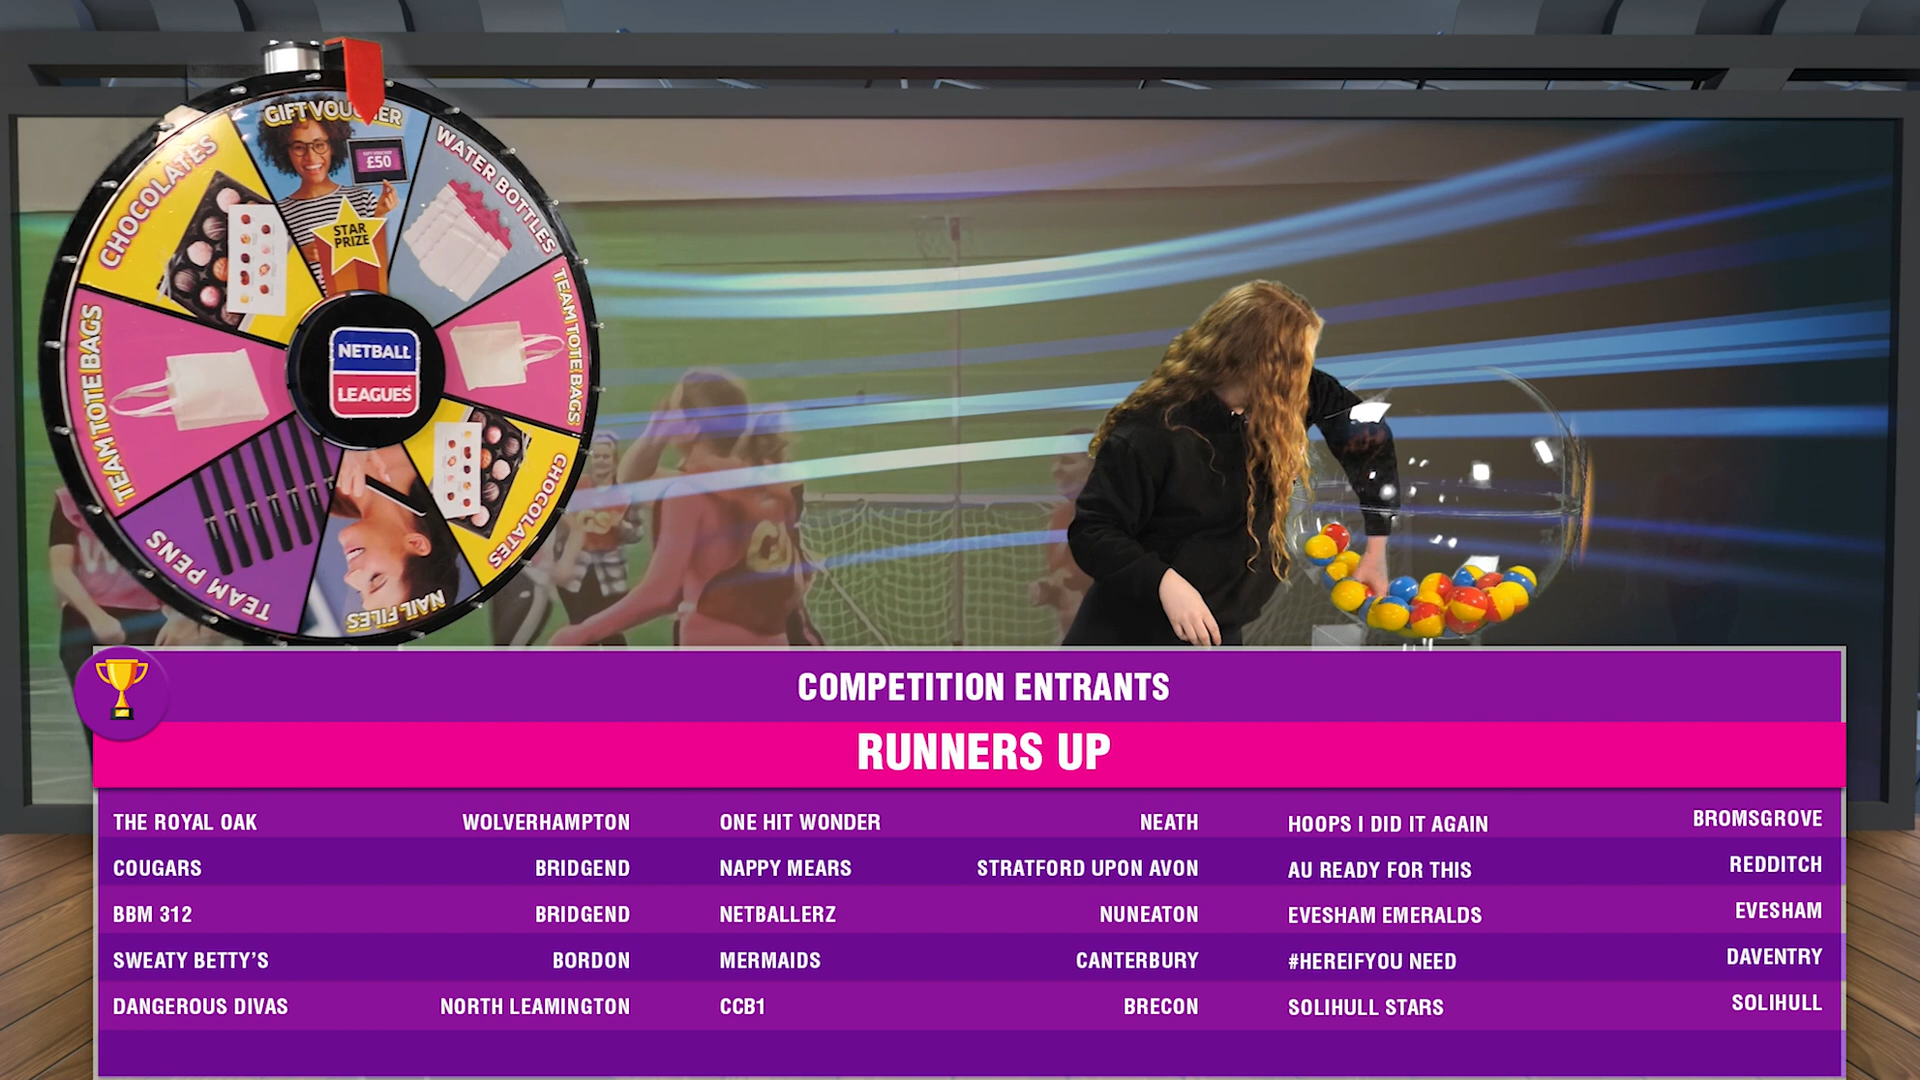 GIFT VOUCHER
£50
STAR
PRIZE
WATER BOTTLES
CHOCOLATES
TEAM TOTE BAGS
TEAM TOTE BAGS
NETBALL
LEAGUES
CHOCOLATES
TEAM PENS
NAIL FILES
COMPETITION ENTRANTS
RUNNERS UP
THE ROYAL OAK WOLVERHAMPTON ONE HIT WONDER NEATH HOOPS I DID IT AGAIN BROMSGROVE
COUGARS BRIDGEND NAPPY MEARS STRATFORD UPON AVON AU READY FOR THIS REDDITCH
BBM 312 BRIDGEND NETBALLERZ NUNEATON EVESHAM EMERALDS EVESHAM
SWEATY BETTY’S BORDON MERMAIDS CANTERBURY #HEREIFYOU NEED DAVENTRY
DANGEROUS DIVAS NORTH LEAMINGTON CCB1 BRECON SOLIHULL STARS SOLIHULL